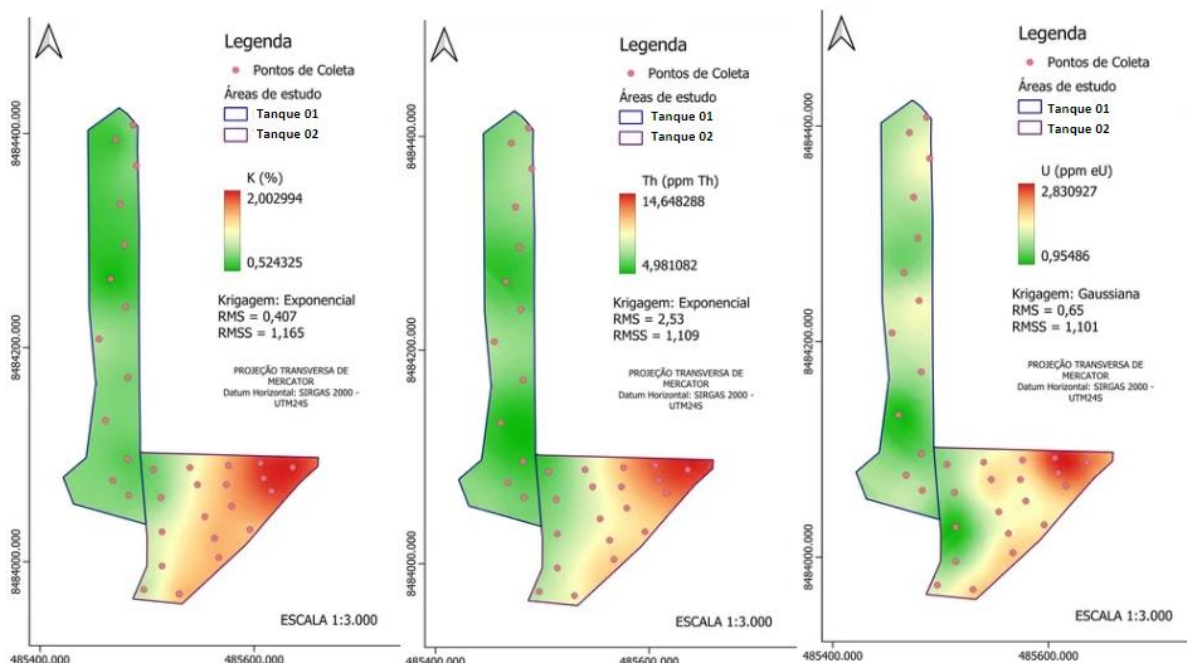 Legenda
Pontos de Coleta
Áreas de estudo
Tanque 01
Tanque 02
K (%)
2,002994
0,524325
Krigagem: Exponencial
RMS = 0,407
RMSS = 1,165
PROJEÇÃO TRANSVERSA DE
MERCATOR
Datum Horizontal: SIRGAS 2000 -
UTM24S
ESCALA 1:3.000
8484400.000
8484200.000
8484000.000
485400.000
485600.000
Legenda
Pontos de Coleta
Áreas de estudo
Tanque 01
Tanque 02
Th (ppm Th)
14,648288
4,981082
Krigagem: Exponencial
RMS = 2,53
RMSS = 1,109
PROJEÇÃO TRANSVERSA DE
MERCATOR
Datum Horizontal: SIRGAS 2000 -
UTM24S
ESCALA 1:3.000
8484400.000
8484200.000
8484000.000
485400.000
485600.000
Legenda
Pontos de Coleta
Áreas de estudo
Tanque 01
Tanque 02
U (ppm eU)
2,830927
0,95486
Krigagem: Gaussiana
RMS = 0,65
RMSS = 1,101
PROJEÇÃO TRANSVERSA DE
MERCATOR
Datum Horizontal: SIRGAS 2000 -
UTM24S
ESCALA 1:3.000
8484400.000
8484200.000
8484000.000
485400.000
485600.000